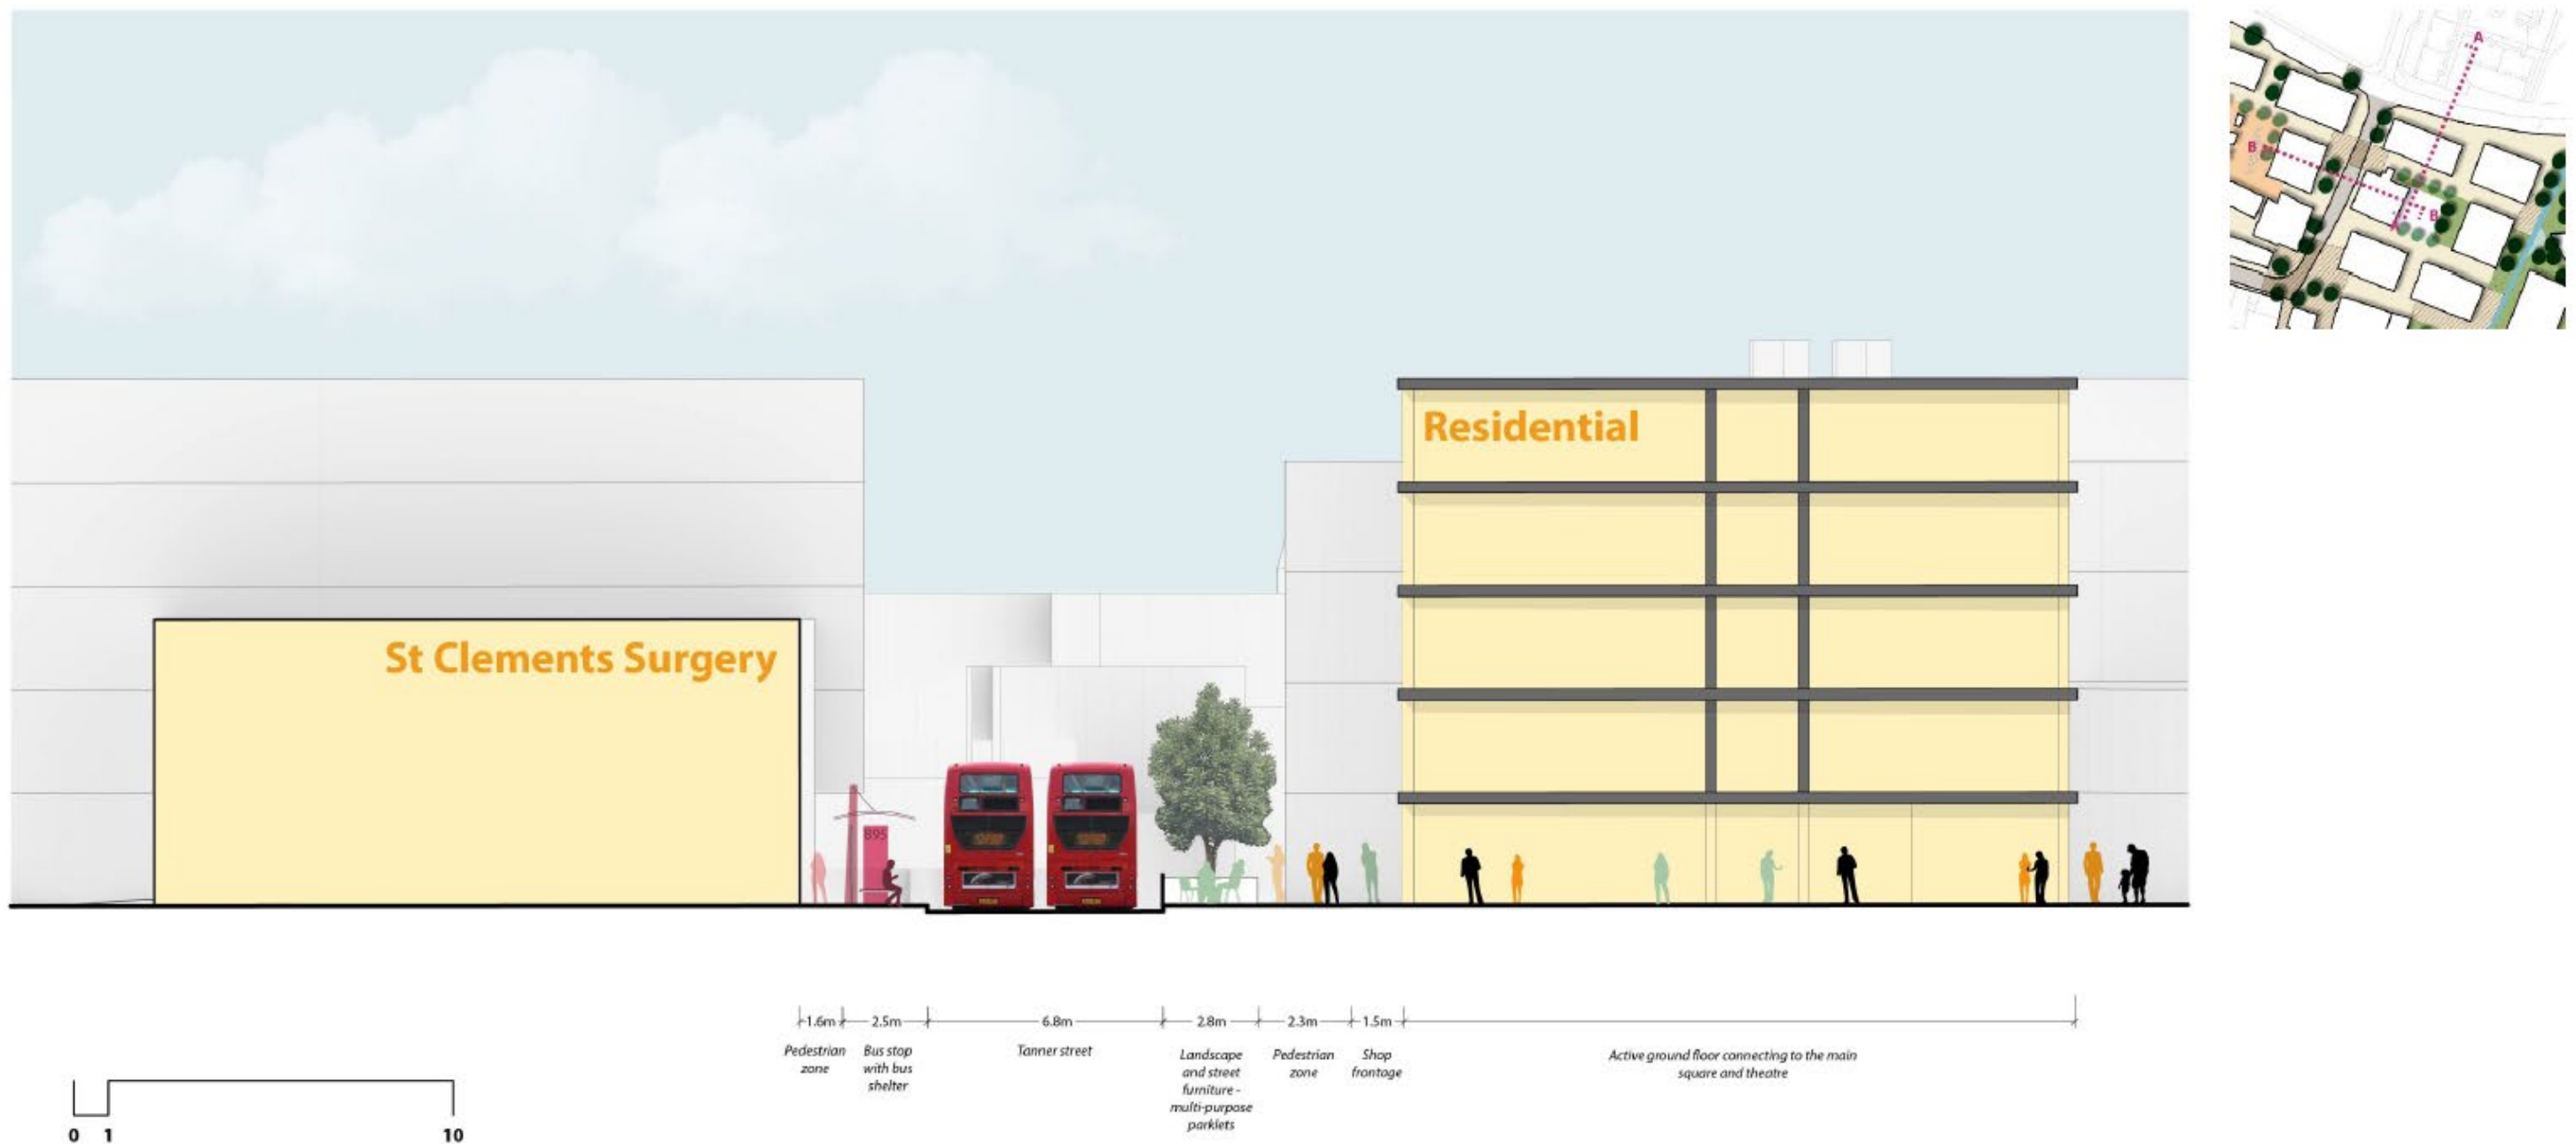 A
B
B
Residential
St Clements Surgery
895
1.6m
2.5m
6.8m
2.8m
2.3m
1.5m
Pedestrian
zone
Bus stop
with bus
shelter
Tanner street
Landscape
and street
furniture -
multi-purpose
parklets
Pedestrian
zone
Shop
frontage
Active ground floor connecting to the main
square and theatre
0 1 10